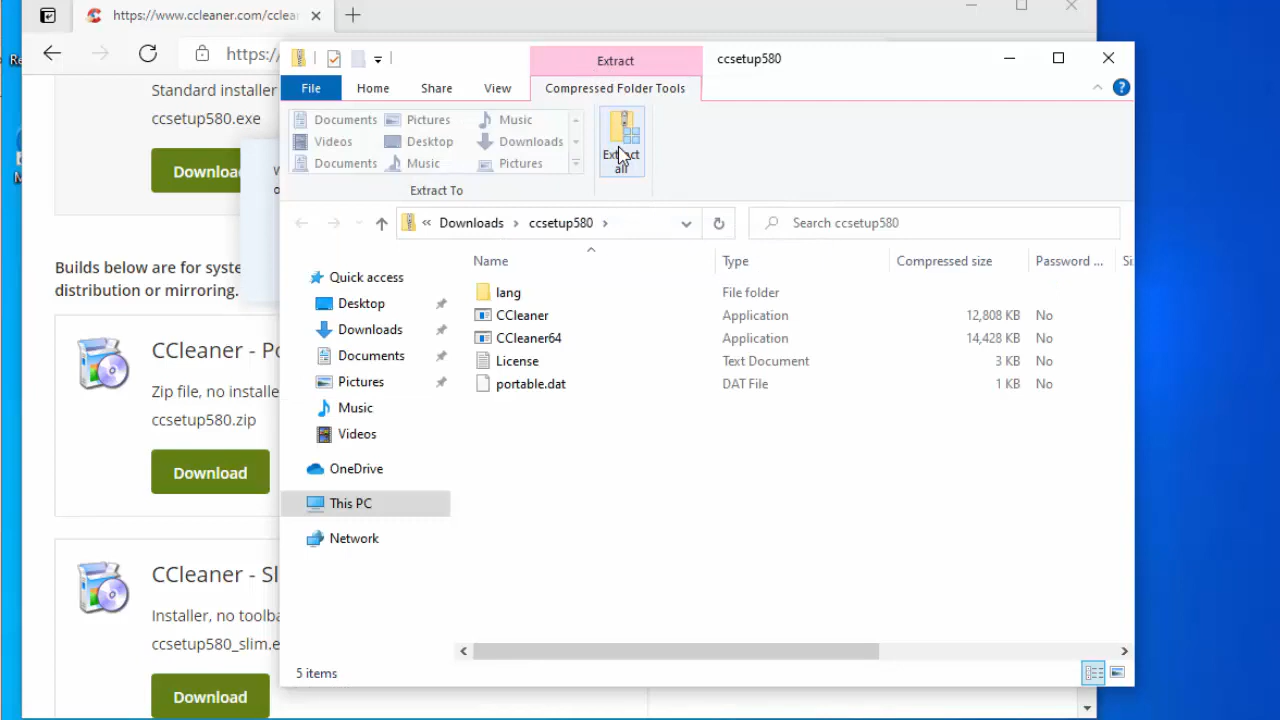 https://www.ccleaner.com/cclea
https:/
Standard installer
ccsetup580.exe
Downloa
Builds below are for syste
distribution or mirroring.
CCleaner - Po
Zip file, no installe
ccsetup580.zip
Download
CCleaner - Sl
Installer, no toolba
ccsetup580_slim.e
Download
Extract
ccsetup580
File
Home
Share
View
Compressed Folder Tools
Documents
Pictures
Music
Videos
Desktop
Downloads
Documents
Music
Pictures
Extract To
Extract
all
Downloads
ccsetup580
Search ccsetup580
Name
Type
Compressed size
Password ...
Si
lang
File folder
CCleaner
Application
12,808 KB
No
CCleaner64
Application
14,428 KB
No
License
Text Document
3 KB
No
portable.dat
DAT File
1 KB
No
Quick access
Desktop
Downloads
Documents
Pictures
Music
Videos
OneDrive
This PC
Network
5 items